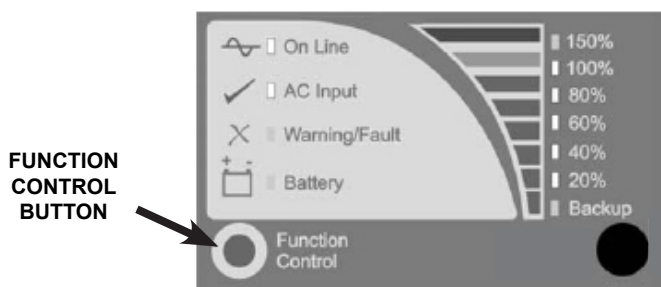 On Line
AC Input
Warning/Fault
+ -
Battery
150%
100%
80%
60%
40%
20%
Backup
FUNCTION
CONTROL
BUTTON
Function
Control